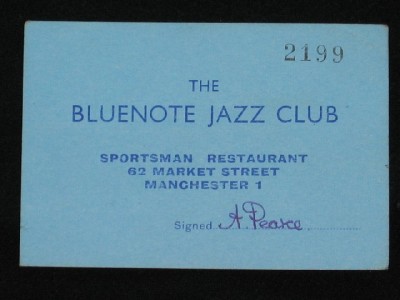 2199
THE
BLUENOTE JAZZ CLUB
SPORTSMAN RESTAURANT
62 MARKET STREET
MANCHESTER 1
Signed A. Pearce